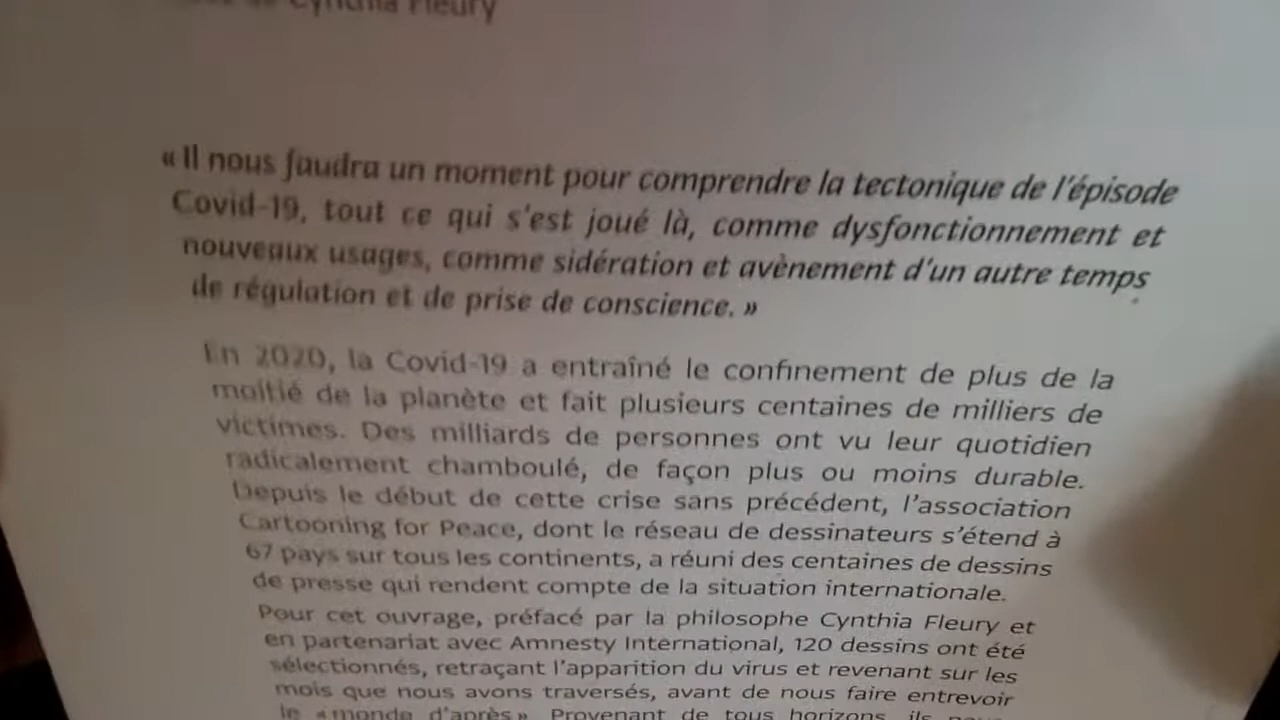 de Cynthia Fleury
« Il nous faudra un moment pour comprendre la tectonique de l'épisode
Covid-19, tout ce qui s'est joué là, comme dysfonctionnement et
nouveaux usages, comme sidération et avènement d'un autre temps
de régulation et de prise de conscience. »
En 2020, la Covid-19 a entraîné le confinement de plus de la
moitié de la planète et fait plusieurs centaines de milliers de
victimes. Des milliards de personnes ont vu leur quotidien
radicalement chamboulé, de façon plus ou moins durable.
Depuis le début de cette crise sans précédent, l'association
Cartooning for Peace, dont le réseau de dessinateurs s'étend à
67 pays sur tous les continents, a réuni des centaines de dessins
de presse qui rendent compte de la situation internationale.
Pour cet ouvrage, préfacé par la philosophe Cynthia Fleury et
en partenariat avec Amnesty International, 120 dessins ont été
sélectionnés, retraçant l'apparition du virus et revenant sur les
mois que nous avons traversés, avant de nous faire entrevoir
le « monde d'après ». Provenant de tous horizons, ils